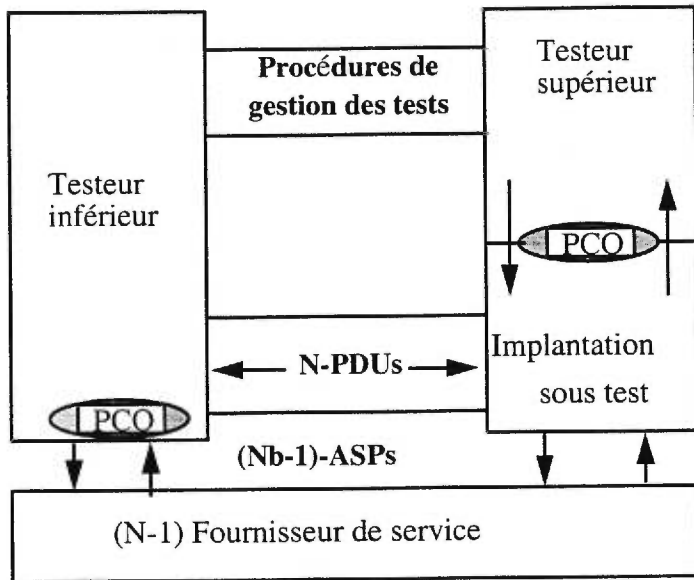 Procédures de
gestion des tests
Testeur
supérieur
Testeur
inférieur
PCO
N-PDUs
Implantation
sous test
PCO
(Nb-1)-ASPs
(N-1) Fournisseur de service